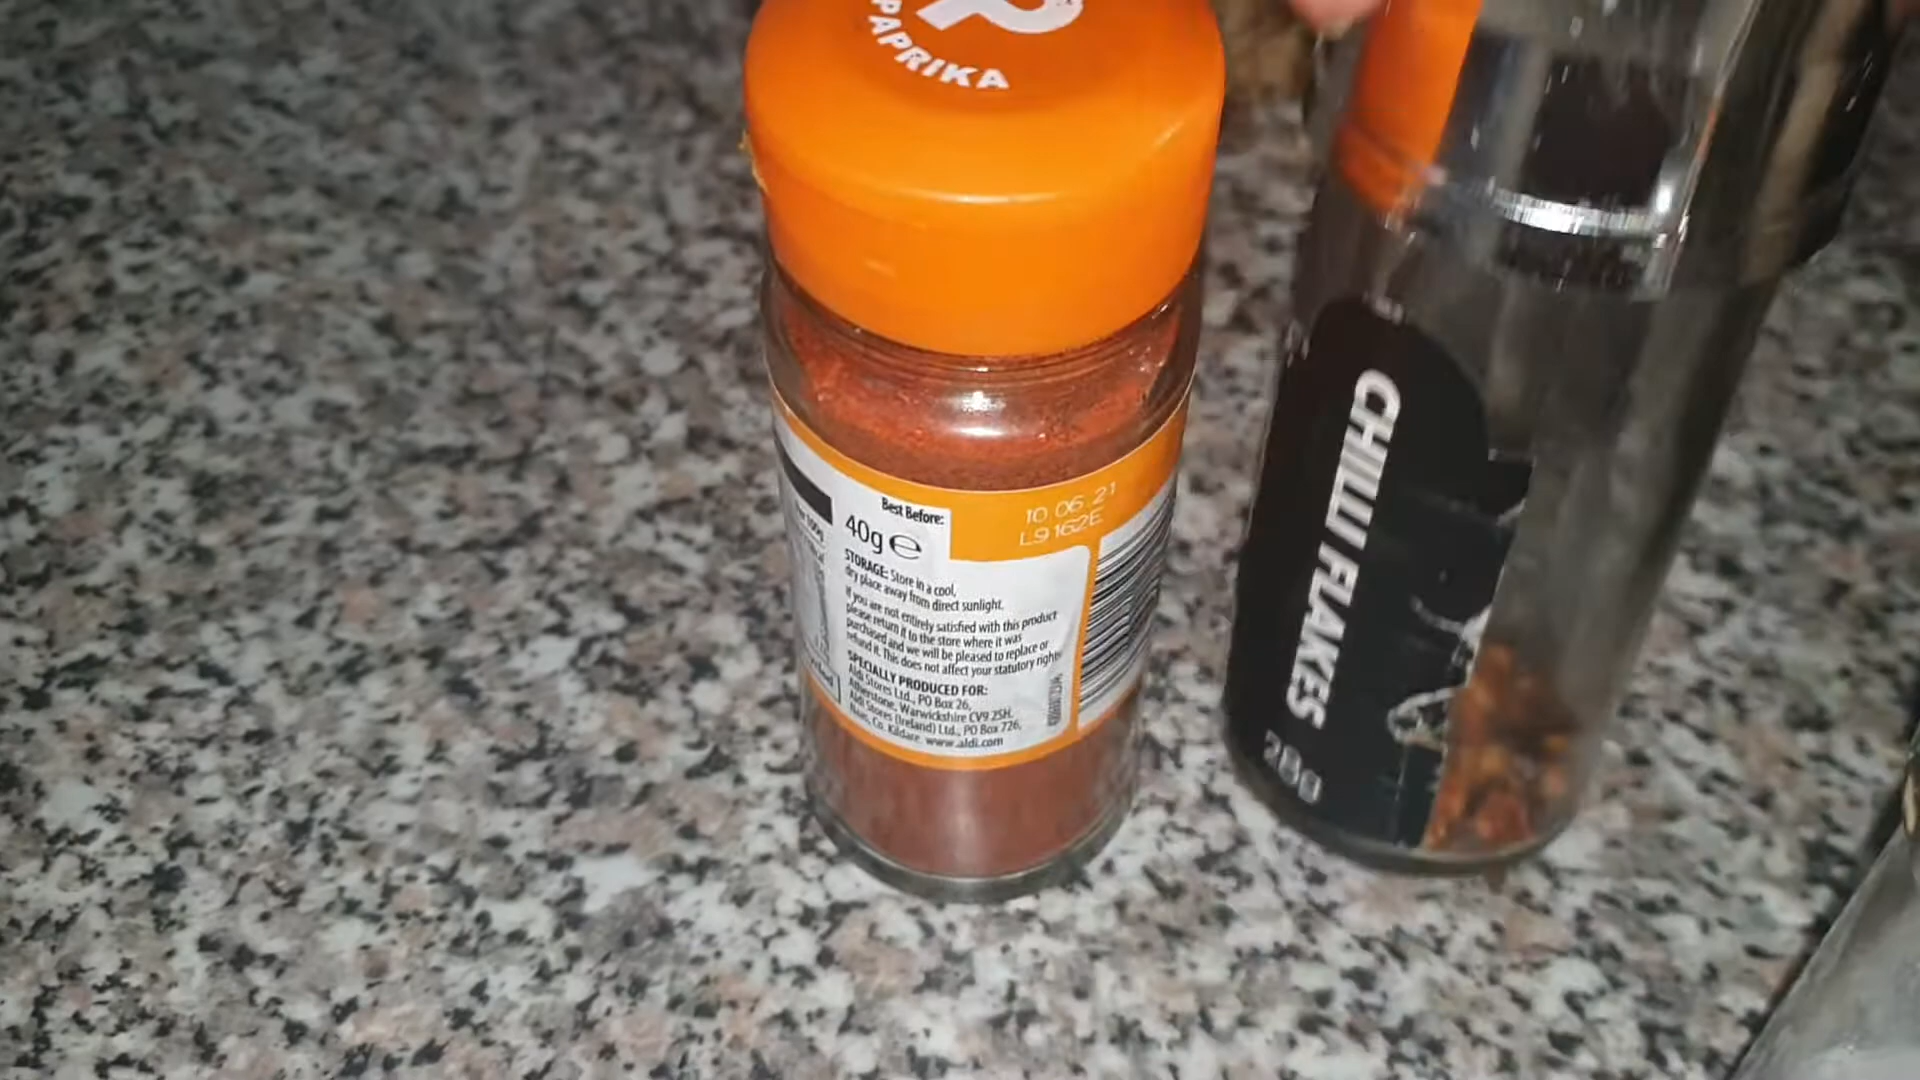 P
PAPRIKA
Best Before:
10 06 21
L9162E
40g e
STORAGE: Store in a cool,
dry place away from direct sunlight.
If you are not entirely satisfied with this product
please return it to the store where it was
purchased and we will be pleased to replace or
refund it. This does not affect your statutory rights
SPECIALLY PRODUCED FOR:
Aldi Stores Ltd., PO Box 26,
Atherstone, Warwickshire CV9 2SH.
Aldi Stores (Ireland) Ltd., PO Box 726,
Naas, Co. Kildare. www.aldi.com
CHILLI FLAKES
28g